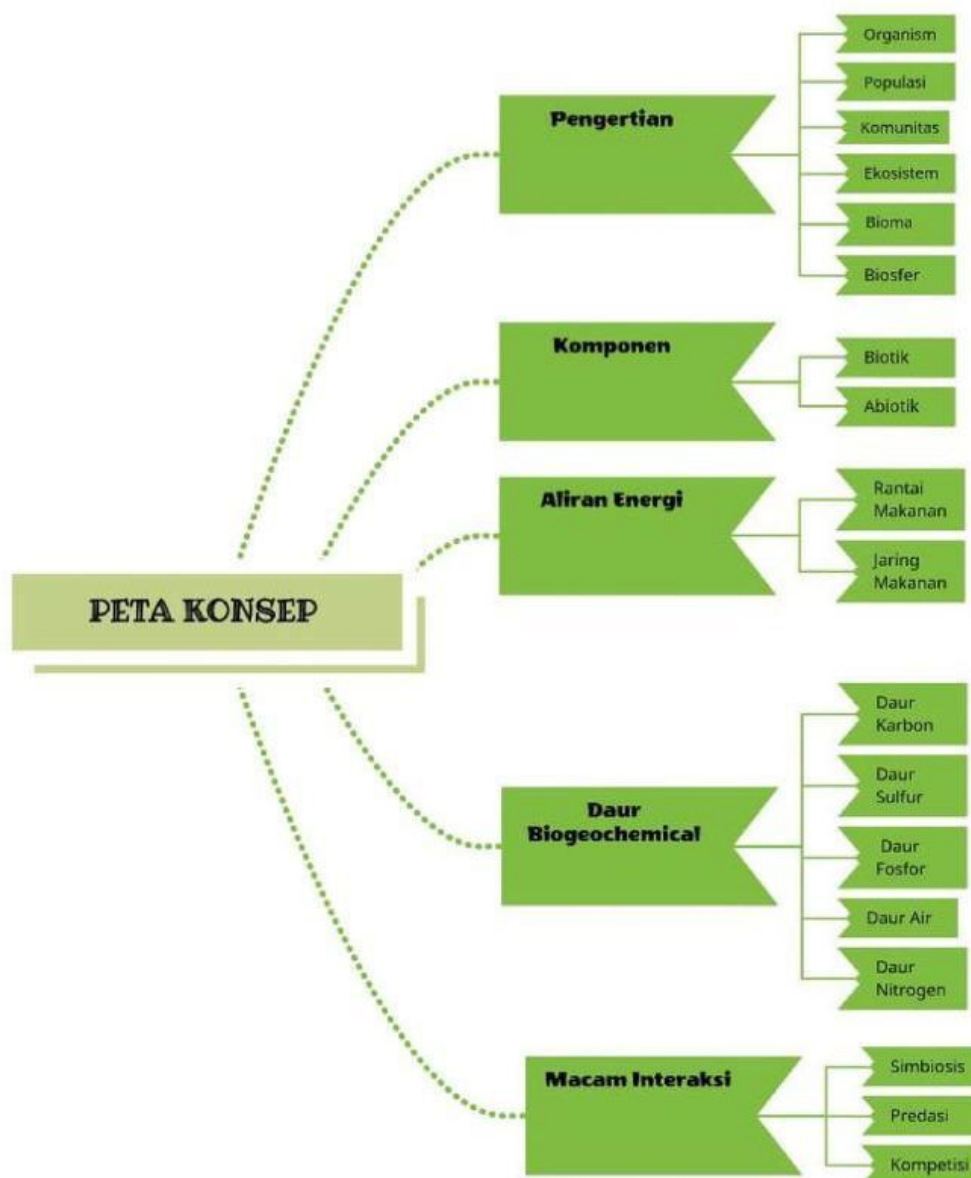 PETA KONSEP
Pengertian
Organism
Populasi
Komunitas
Ekosistem
Bioma
Biosfer
Komponen
Biotik
Abiotik
Aliran Energi
Rantai
Makanan
Jaring
Makanan
Daur
Biogeochemical
Daur
Karbon
Daur
Sulfur
Daur
Fosfor
Daur Air
Daur
Nitrogen
Macam Interaksi
Simbiosis
Predasi
Kompetisi